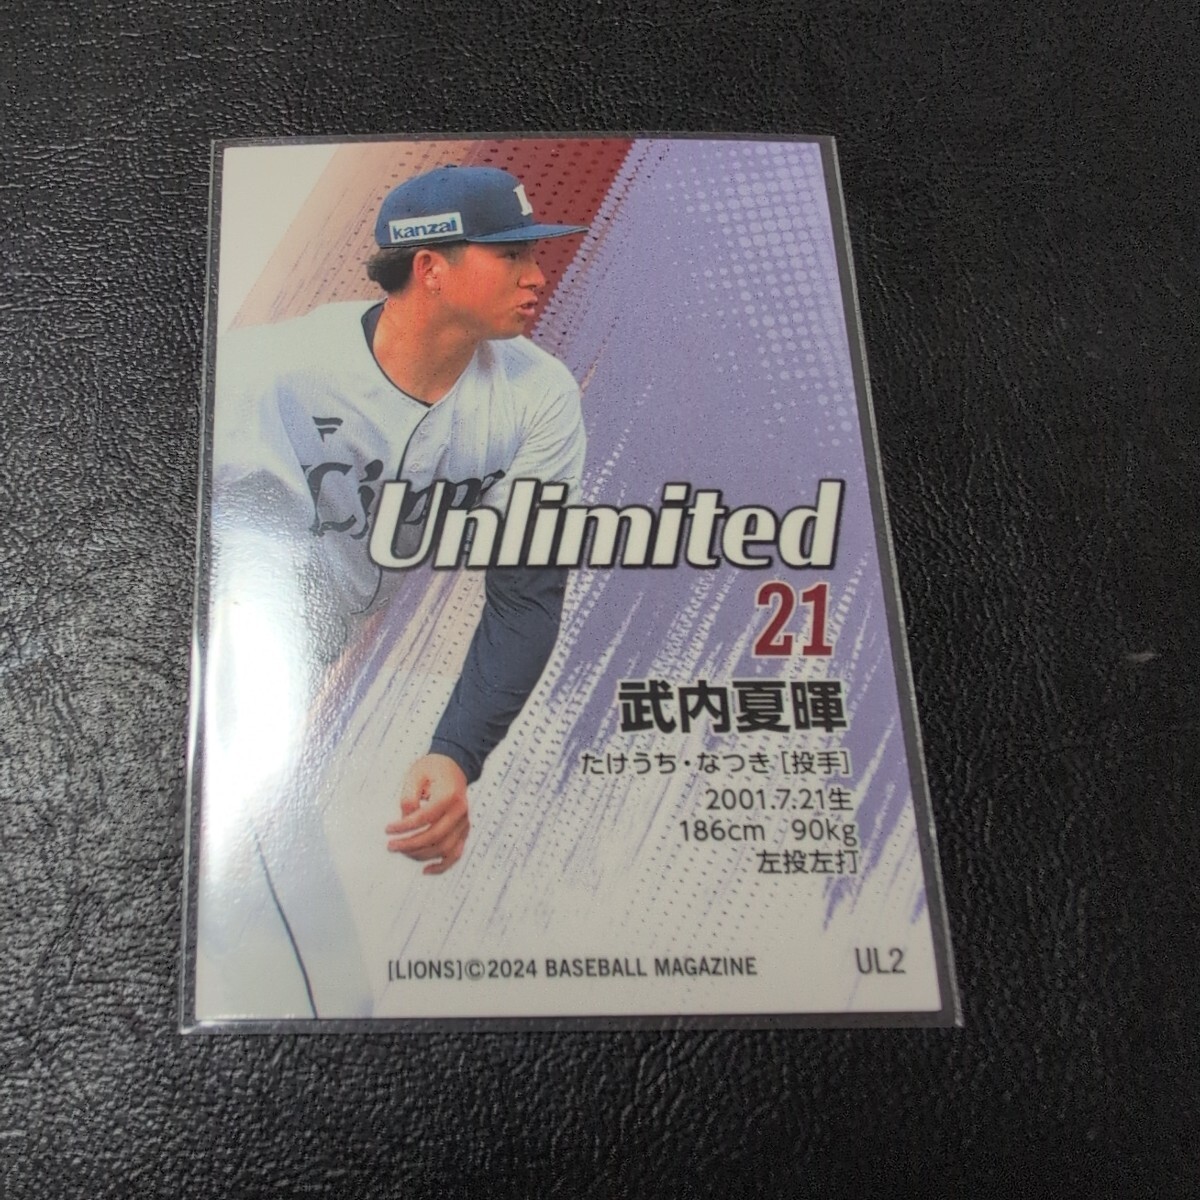 kanzai
Unlimited
21
武内夏暉
たけうち・なつき［投手］
2001.7.21生
186cm 90kg
左投左打
[LIONS]©2024 BASEBALL MAGAZINE
UL2